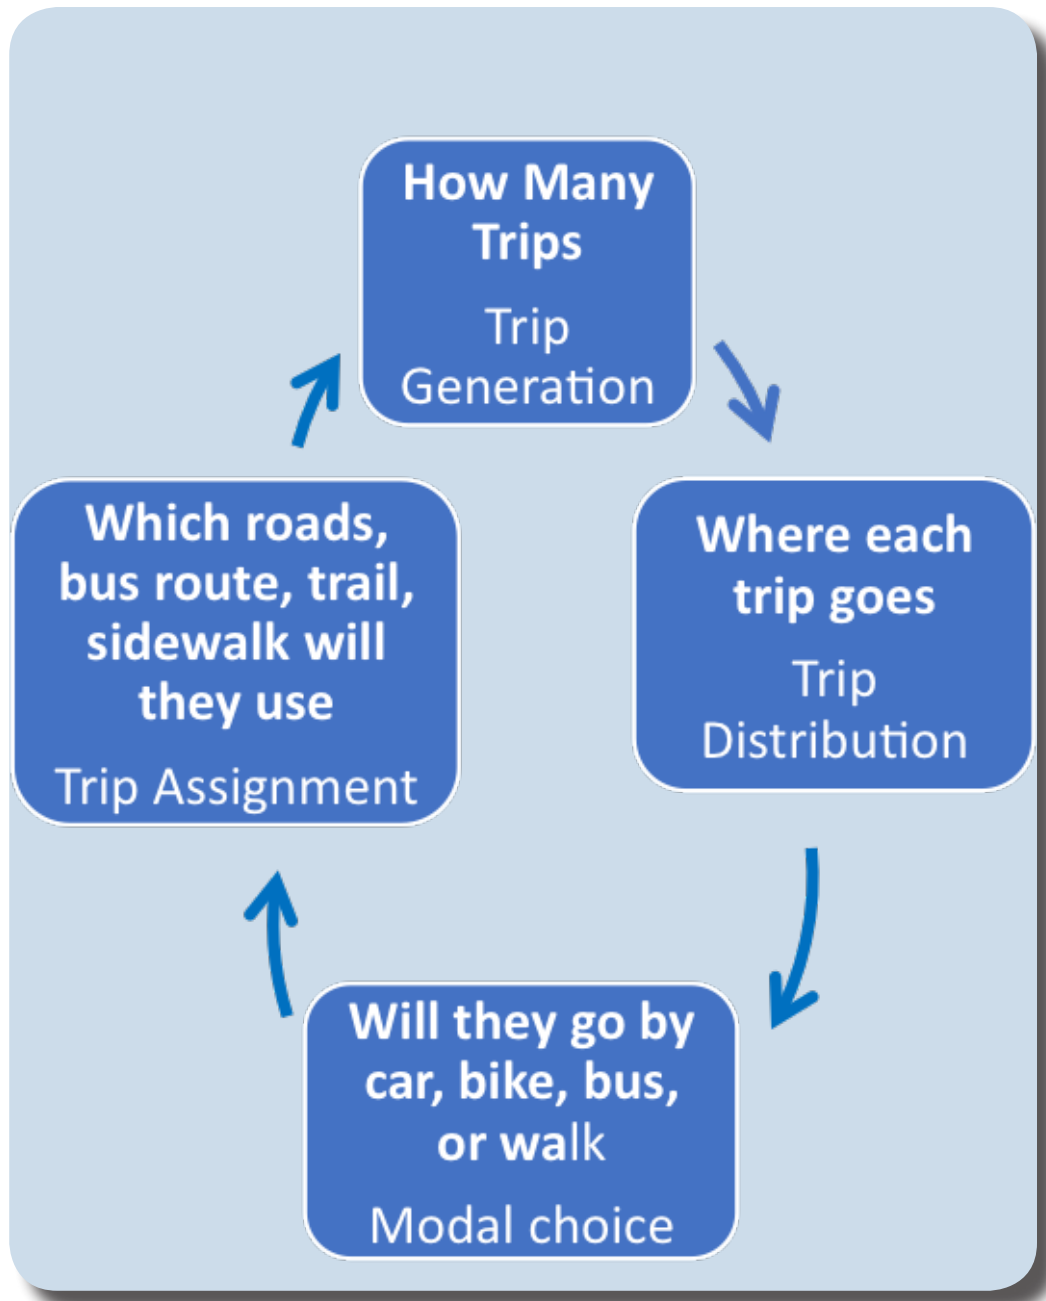 How Many
Trips
Trip
Generation
Where each
trip goes
Trip
Distribution
Will they go by
car, bike, bus,
or walk
Modal choice
Which roads,
bus route, trail,
sidewalk will
they use
Trip Assignment